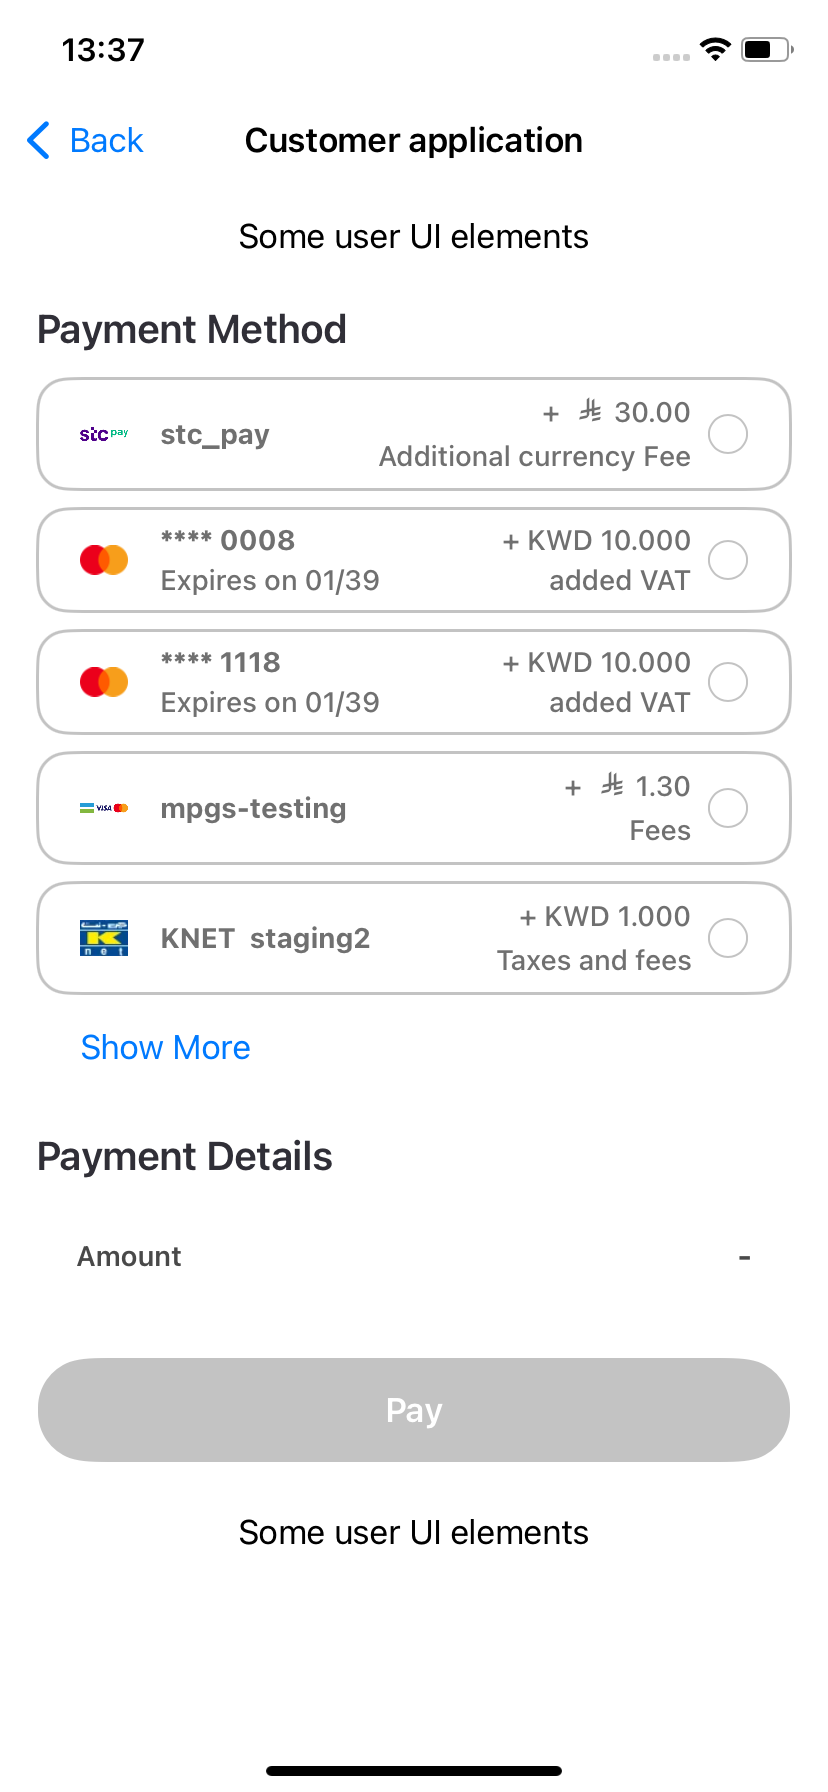 13:37
Back
Customer application
Some user UI elements
Payment Method
stc pay
stc_pay
+ ⃁ 30.00
Additional currency Fee
**** 0008
+ KWD 10.000
Expires on 01/39
added VAT
**** 1118
+ KWD 10.000
Expires on 01/39
added VAT
VISA
mpgs-testing
+ ⃁ 1.30
Fees
K
net
KNET  staging2
+ KWD 1.000
Taxes and fees
Show More
Payment Details
Amount
-
Pay
Some user UI elements